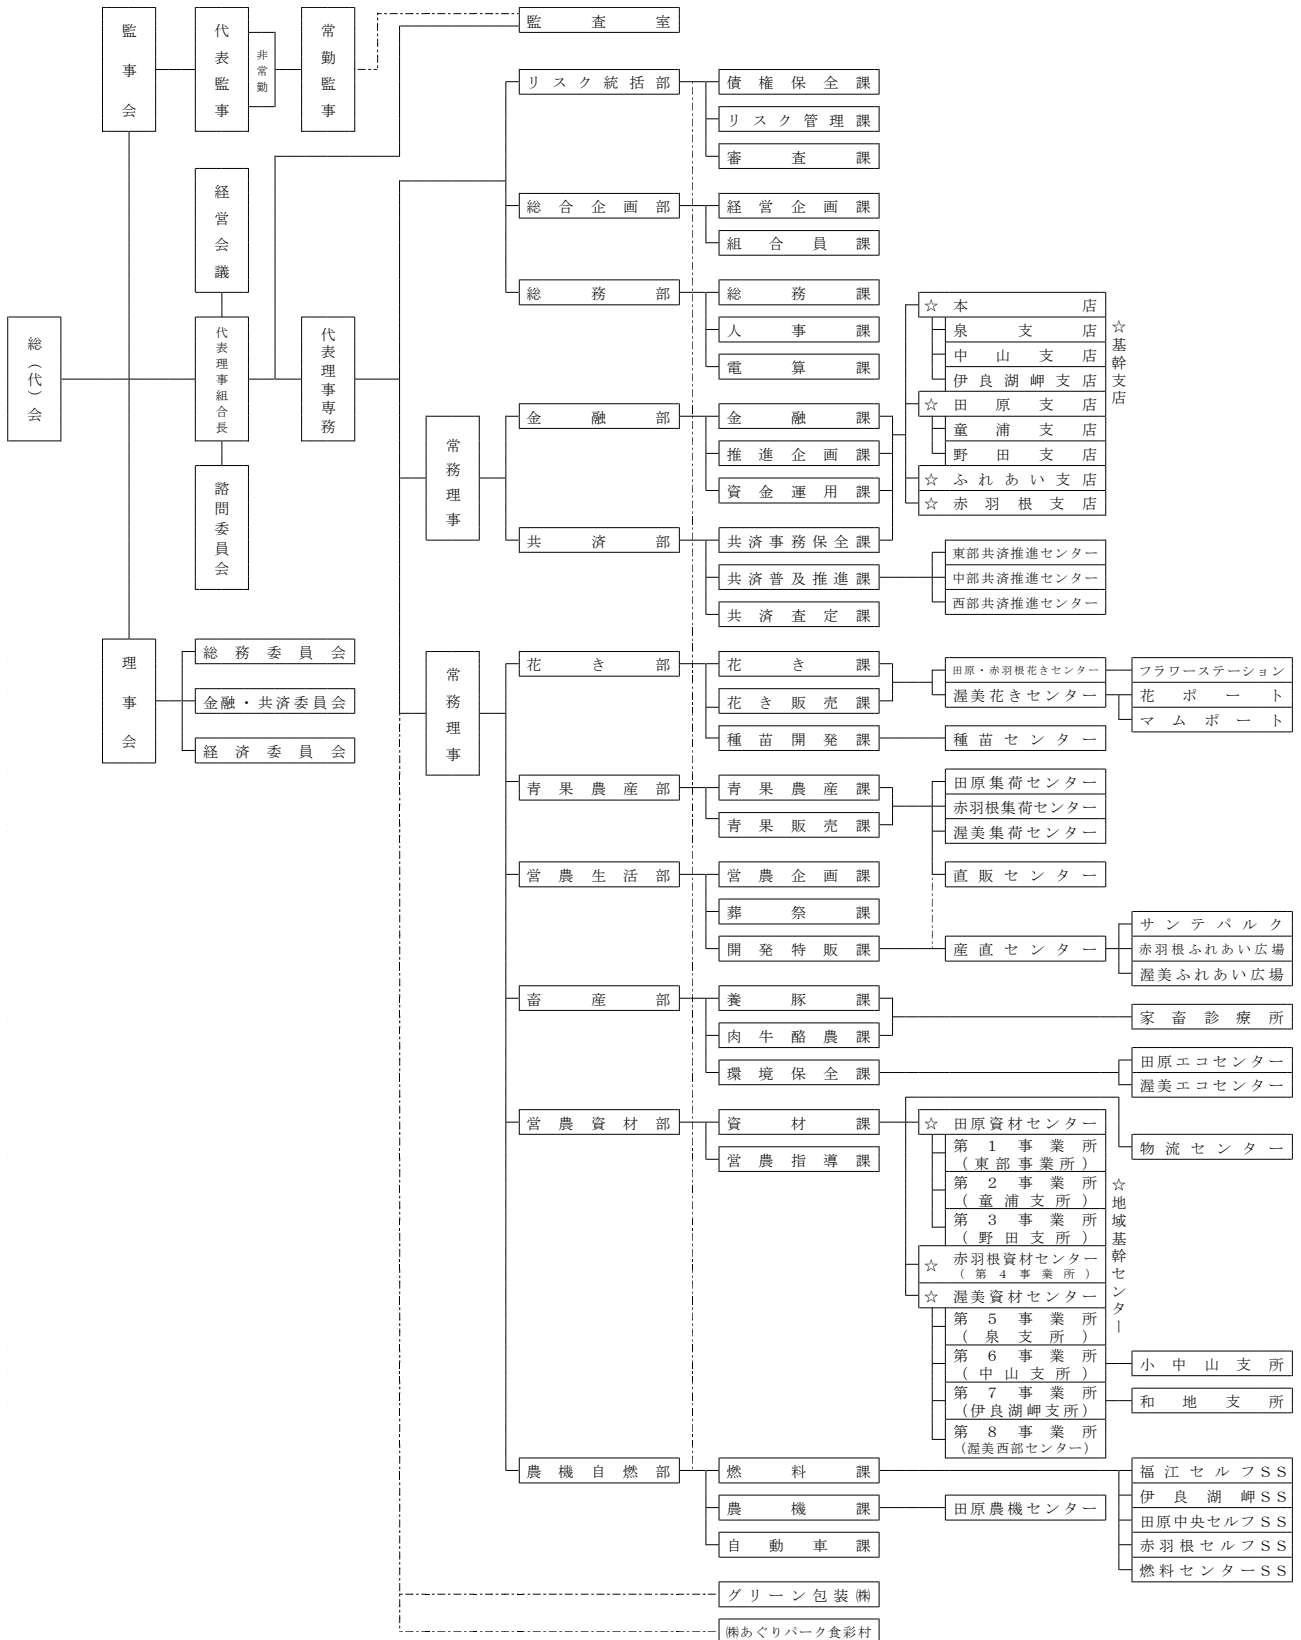 監事会
代表監事
非常勤
常勤監事
監査室
経営会議
総（代）会
代表理事組合長
代表理事専務
諮問委員会
理事会
総務委員会
金融・共済委員会
経済委員会
リスク統括部
債権保全課
リスク管理課
審査課
総合企画部
経営企画課
組合員課
総務部
総務課
人事課
電算課
常務理事
金融部
金融課
推進企画課
資金運用課
共済部
共済事務保全課
共済普及推進課
共済査定課
☆本店
泉支店
中山支店
伊良湖岬支店
☆田原支店
童浦支店
野田支店
☆ふれあい支店
☆赤羽根支店
☆基幹支店
東部共済推進センター
中部共済推進センター
西部共済推進センター
常務理事
花き部
花き課
花き販売課
種苗開発課
田原・赤羽根花きセンター
渥美花きセンター
フラワーステーション
花ポート
マムポート
種苗センター
青果農産部
青果農産課
青果販売課
田原集荷センター
赤羽根集荷センター
渥美集荷センター
直販センター
営農生活部
営農企画課
葬祭課
開発特販課
産直センター
サンテパルク
赤羽根ふれあい広場
渥美ふれあい広場
畜産部
養豚課
肉牛酪農課
環境保全課
家畜診療所
田原エコセンター
渥美エコセンター
営農資材部
資材課
営農指導課
☆田原資材センター
第1事業所
（東部事業所）
第2事業所
（童浦支所）
第3事業所
（野田支所）
☆赤羽根資材センター
（第4事業所）
☆渥美資材センター
第5事業所
（泉支所）
第6事業所
（中山支所）
第7事業所
（伊良湖岬支所）
第8事業所
（渥美西部センター）
☆地域基幹センター
物流センター
小中山支所
和地支所
農機自燃部
燃料課
農機課
自動車課
田原農機センター
福江セルフSS
伊良湖岬SS
田原中央セルフSS
赤羽根セルフSS
燃料センターSS
グリーン包装㈱
㈱あぐりパーク食彩村